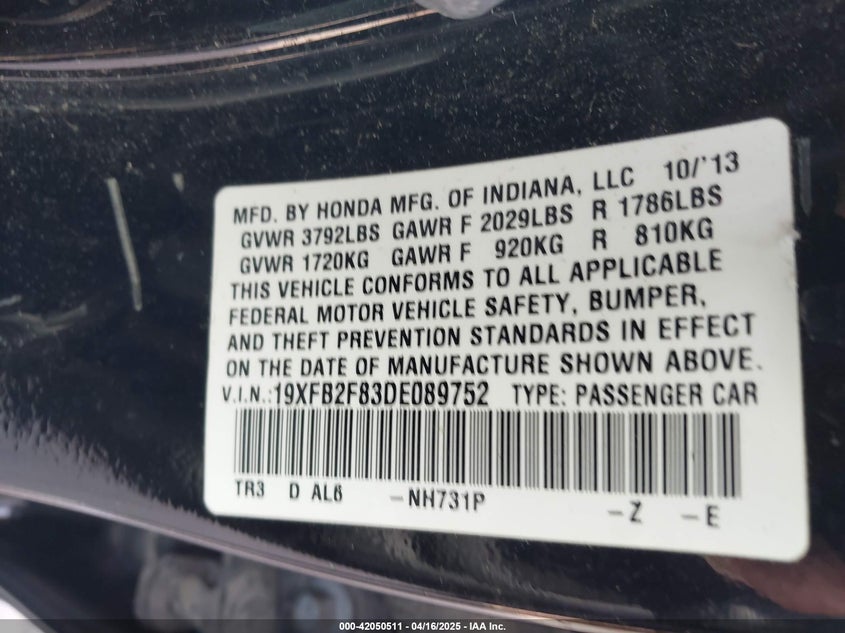 MFD. BY HONDA MFG. OF INDIANA, LLC 10/'13
GVWR 3792LBS GAWR F 2029LBS R 1786LBS
GVWR 1720KG GAWR F 920KG R 810KG
THIS VEHICLE CONFORMS TO ALL APPLICABLE
FEDERAL MOTOR VEHICLE SAFETY, BUMPER,
AND THEFT PREVENTION STANDARDS IN EFFECT
ON THE DATE OF MANUFACTURE SHOWN ABOVE.
V.I.N.:19XFB2F83DE089752 TYPE: PASSENGER CAR
TR3 D AL6 -NH731P -Z -E
000-42050511 - 04/16/2025 - IAA Inc.